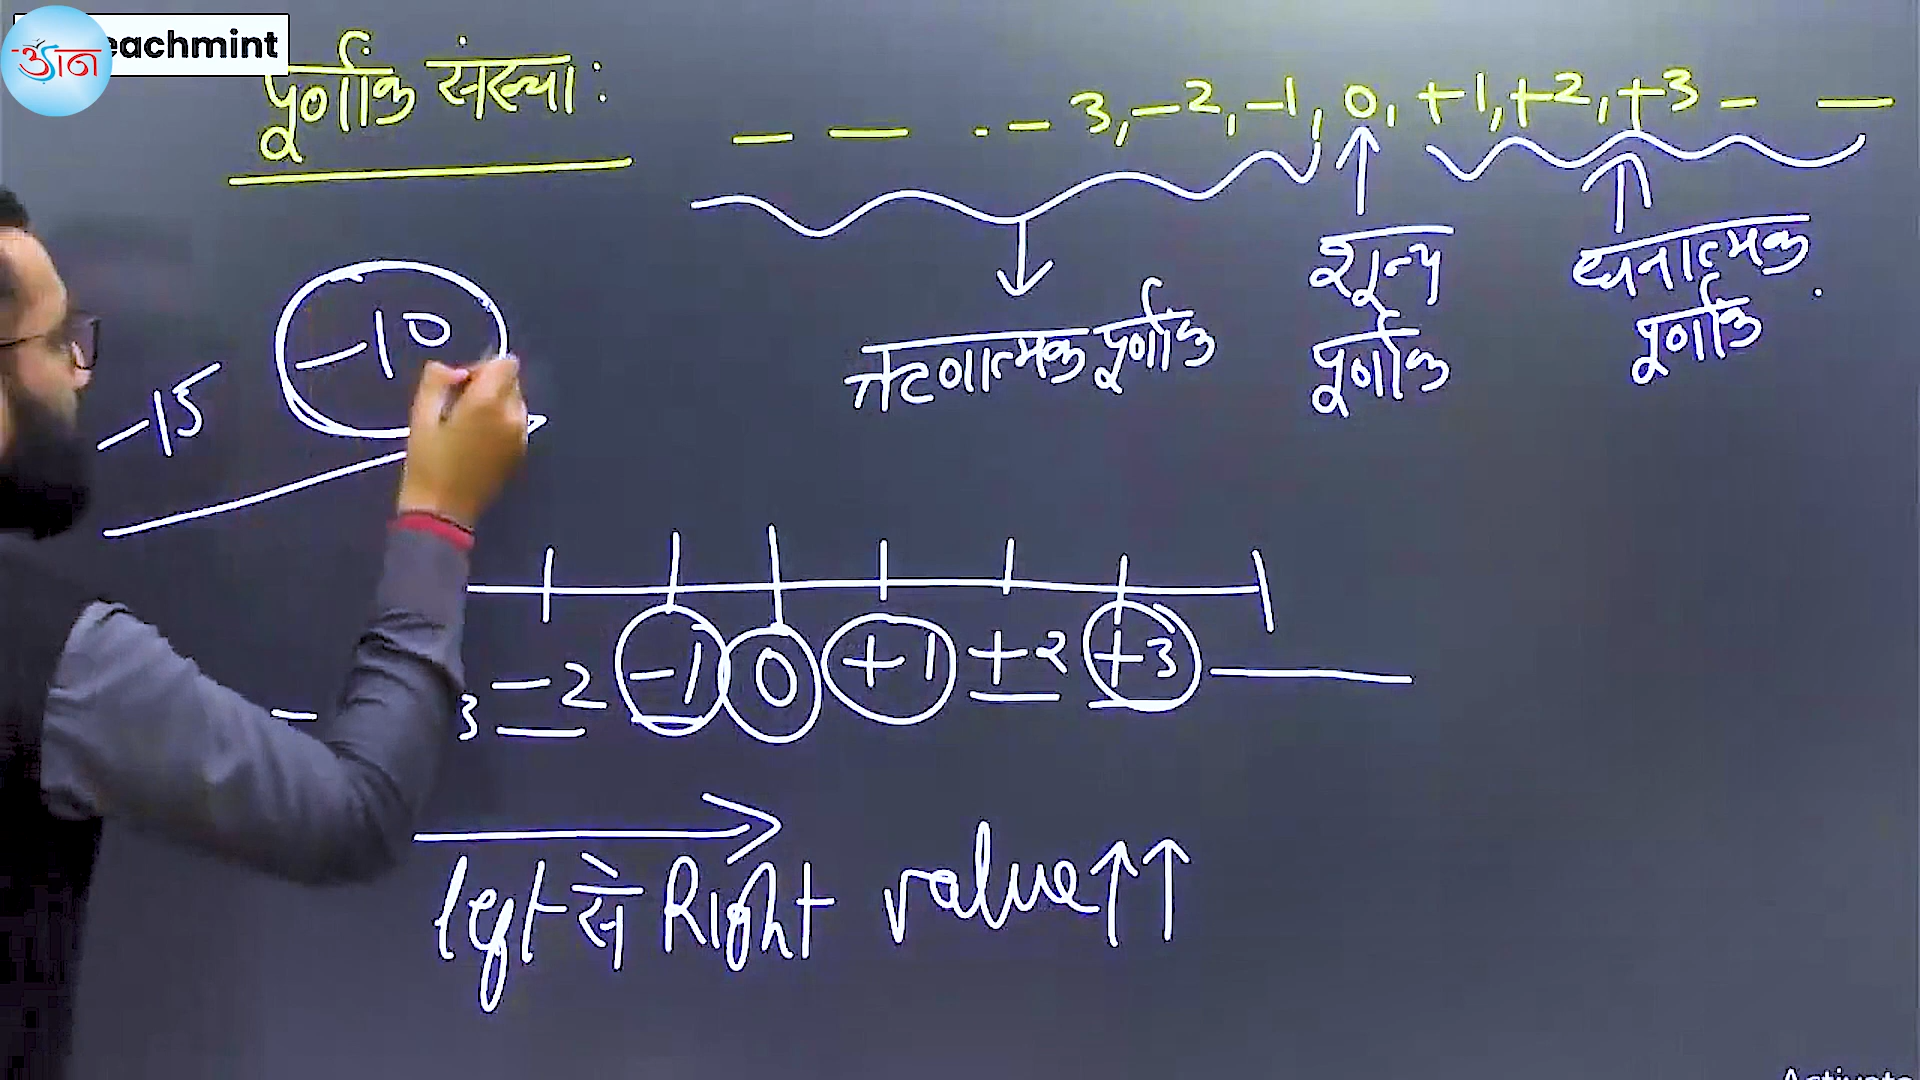 ज्ञान
eachmint
पूर्णांक संख्या :
— — - - 3, -2, -1, 0, +1, +2, +3 - —
ऋणात्मक पूर्णांक
शून्य
पूर्णांक
धनात्मक
पूर्णांक
-10
-15
3 -2 -1 0 +1 +2 +3
left से Right value ↑↑